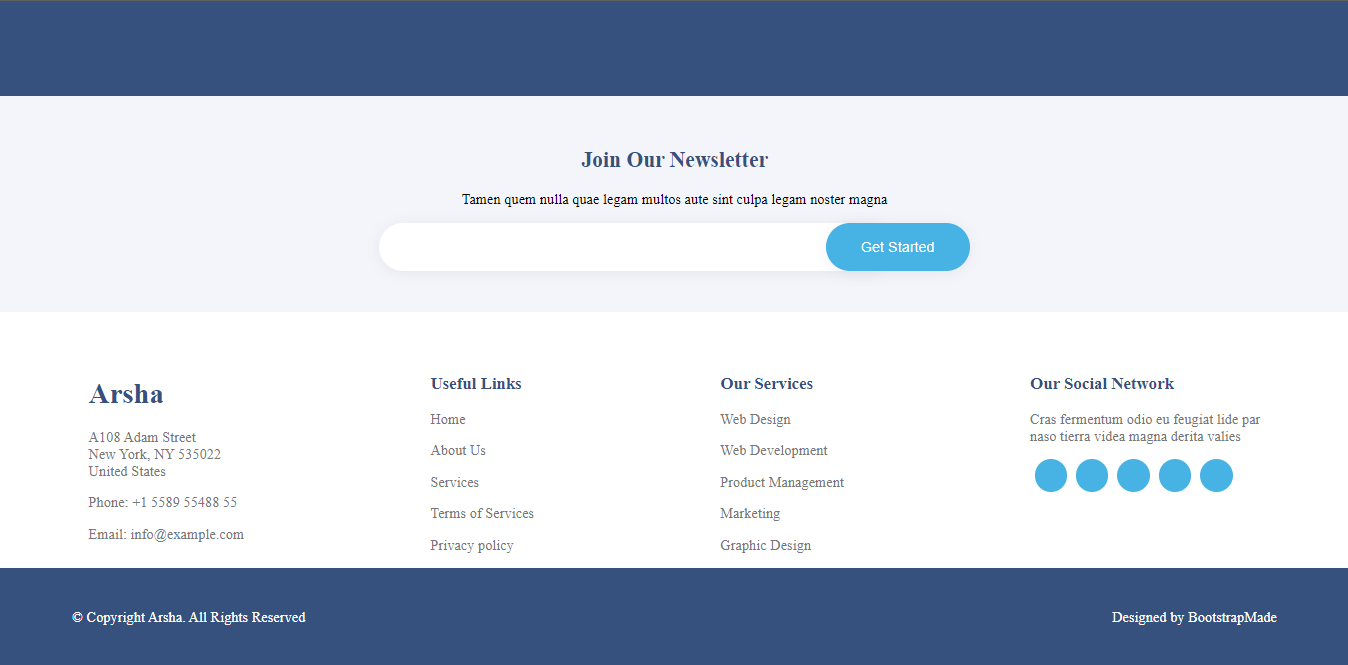 Join Our Newsletter
Tamen quem nulla quae legam multos aute sint culpa legam noster magna
Get Started
Arsha
A108 Adam Street
New York, NY 535022
United States
Phone: +1 5589 55488 55
Email: info@example.com
Useful Links
Home
About Us
Services
Terms of Services
Privacy policy
Our Services
Web Design
Web Development
Product Management
Marketing
Graphic Design
Our Social Network
Cras fermentum odio eu feugiat lide par
naso tierra videa magna derita valies
© Copyright Arsha. All Rights Reserved
Designed by BootstrapMade